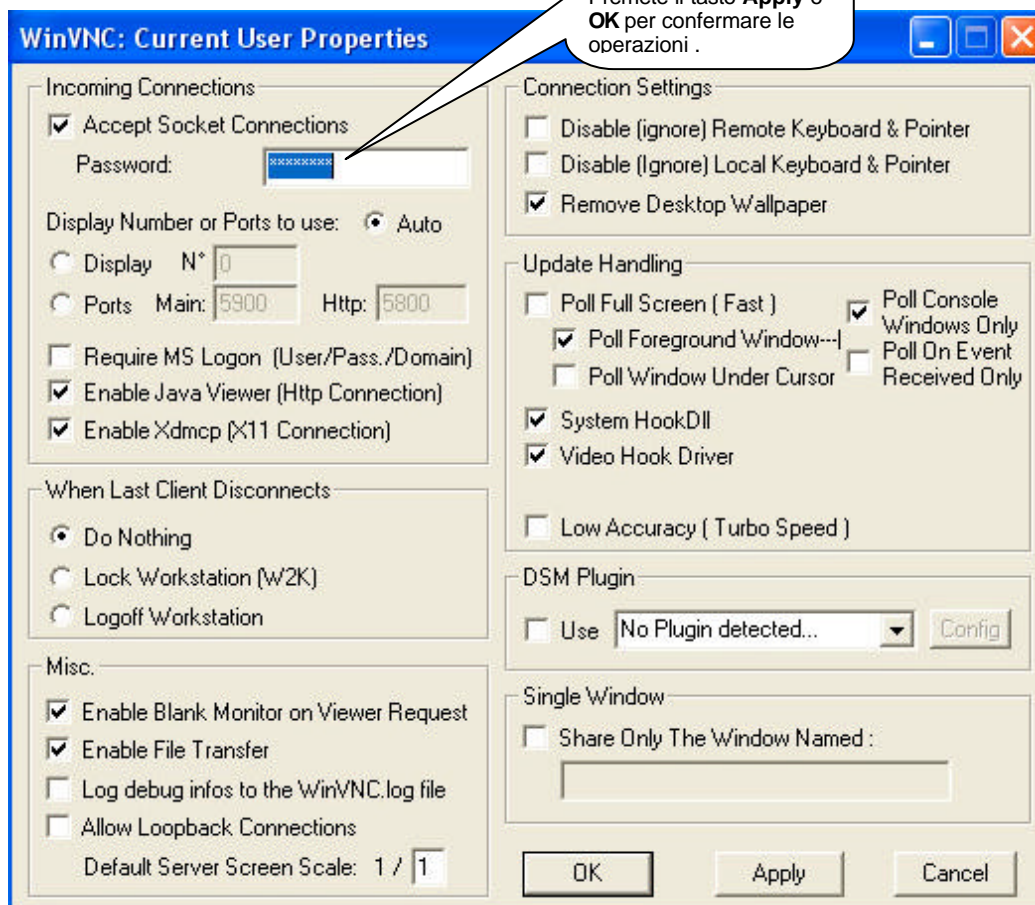 Premete il tasto Apply o
OK per confermare le
operazioni .
WinVNC: Current User Properties
Incoming Connections
Accept Socket Connections
Password: ********
Display Number or Ports to use: Auto
Display N° 0
Ports Main: 5900 Http: 5800
Require MS Logon (User/Pass./Domain)
Enable Java Viewer (Http Connection)
Enable Xdmcp (X11 Connection)
When Last Client Disconnects
Do Nothing
Lock Workstation (W2K)
Logoff Workstation
Misc.
Enable Blank Monitor on Viewer Request
Enable File Transfer
Log debug infos to the WinVNC.log file
Allow Loopback Connections
Default Server Screen Scale: 1 / 1
Connection Settings
Disable (ignore) Remote Keyboard & Pointer
Disable (Ignore) Local Keyboard & Pointer
Remove Desktop Wallpaper
Update Handling
Poll Full Screen ( Fast )
Poll Foreground Window---|
Poll Window Under Cursor
Poll Console
Windows Only
Poll On Event
Received Only
System HookDll
Video Hook Driver
Low Accuracy ( Turbo Speed )
DSM Plugin
Use No Plugin detected... Config
Single Window
Share Only The Window Named :
OK Apply Cancel